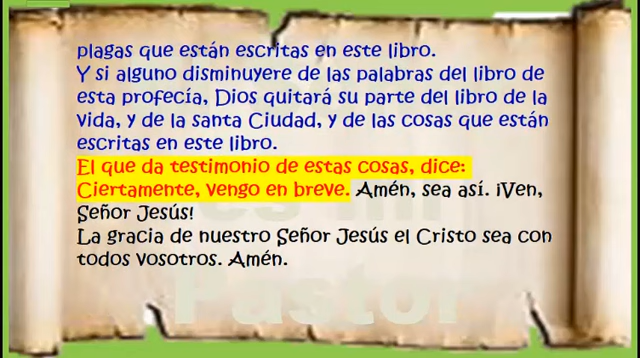 plagas que están escritas en este libro.
Y si alguno disminuyere de las palabras del libro de
esta profecía, Dios quitará su parte del libro de la
vida, y de la santa Ciudad, y de las cosas que están
escritas en este libro.
El que da testimonio de estas cosas, dice:
Ciertamente, vengo en breve. Amén, sea así. ¡Ven,
Señor Jesús!
La gracia de nuestro Señor Jesús el Cristo sea con
todos vosotros. Amén.
es mi
Pastor